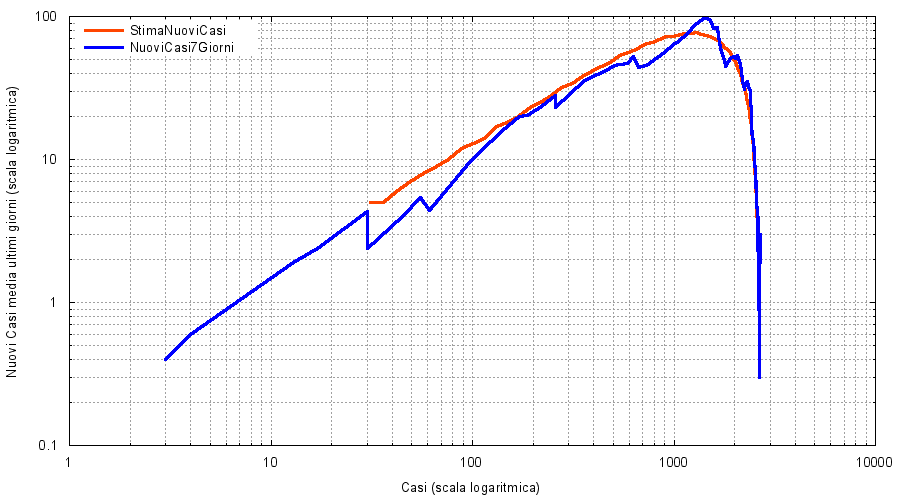 StimaNuoviCasi
NuoviCasi7Giorni
100
10
1
0.1
Nuovi Casi media ultimi giorni (scala logaritmica)
1
10
100
1000
10000
Casi (scala logaritmica)